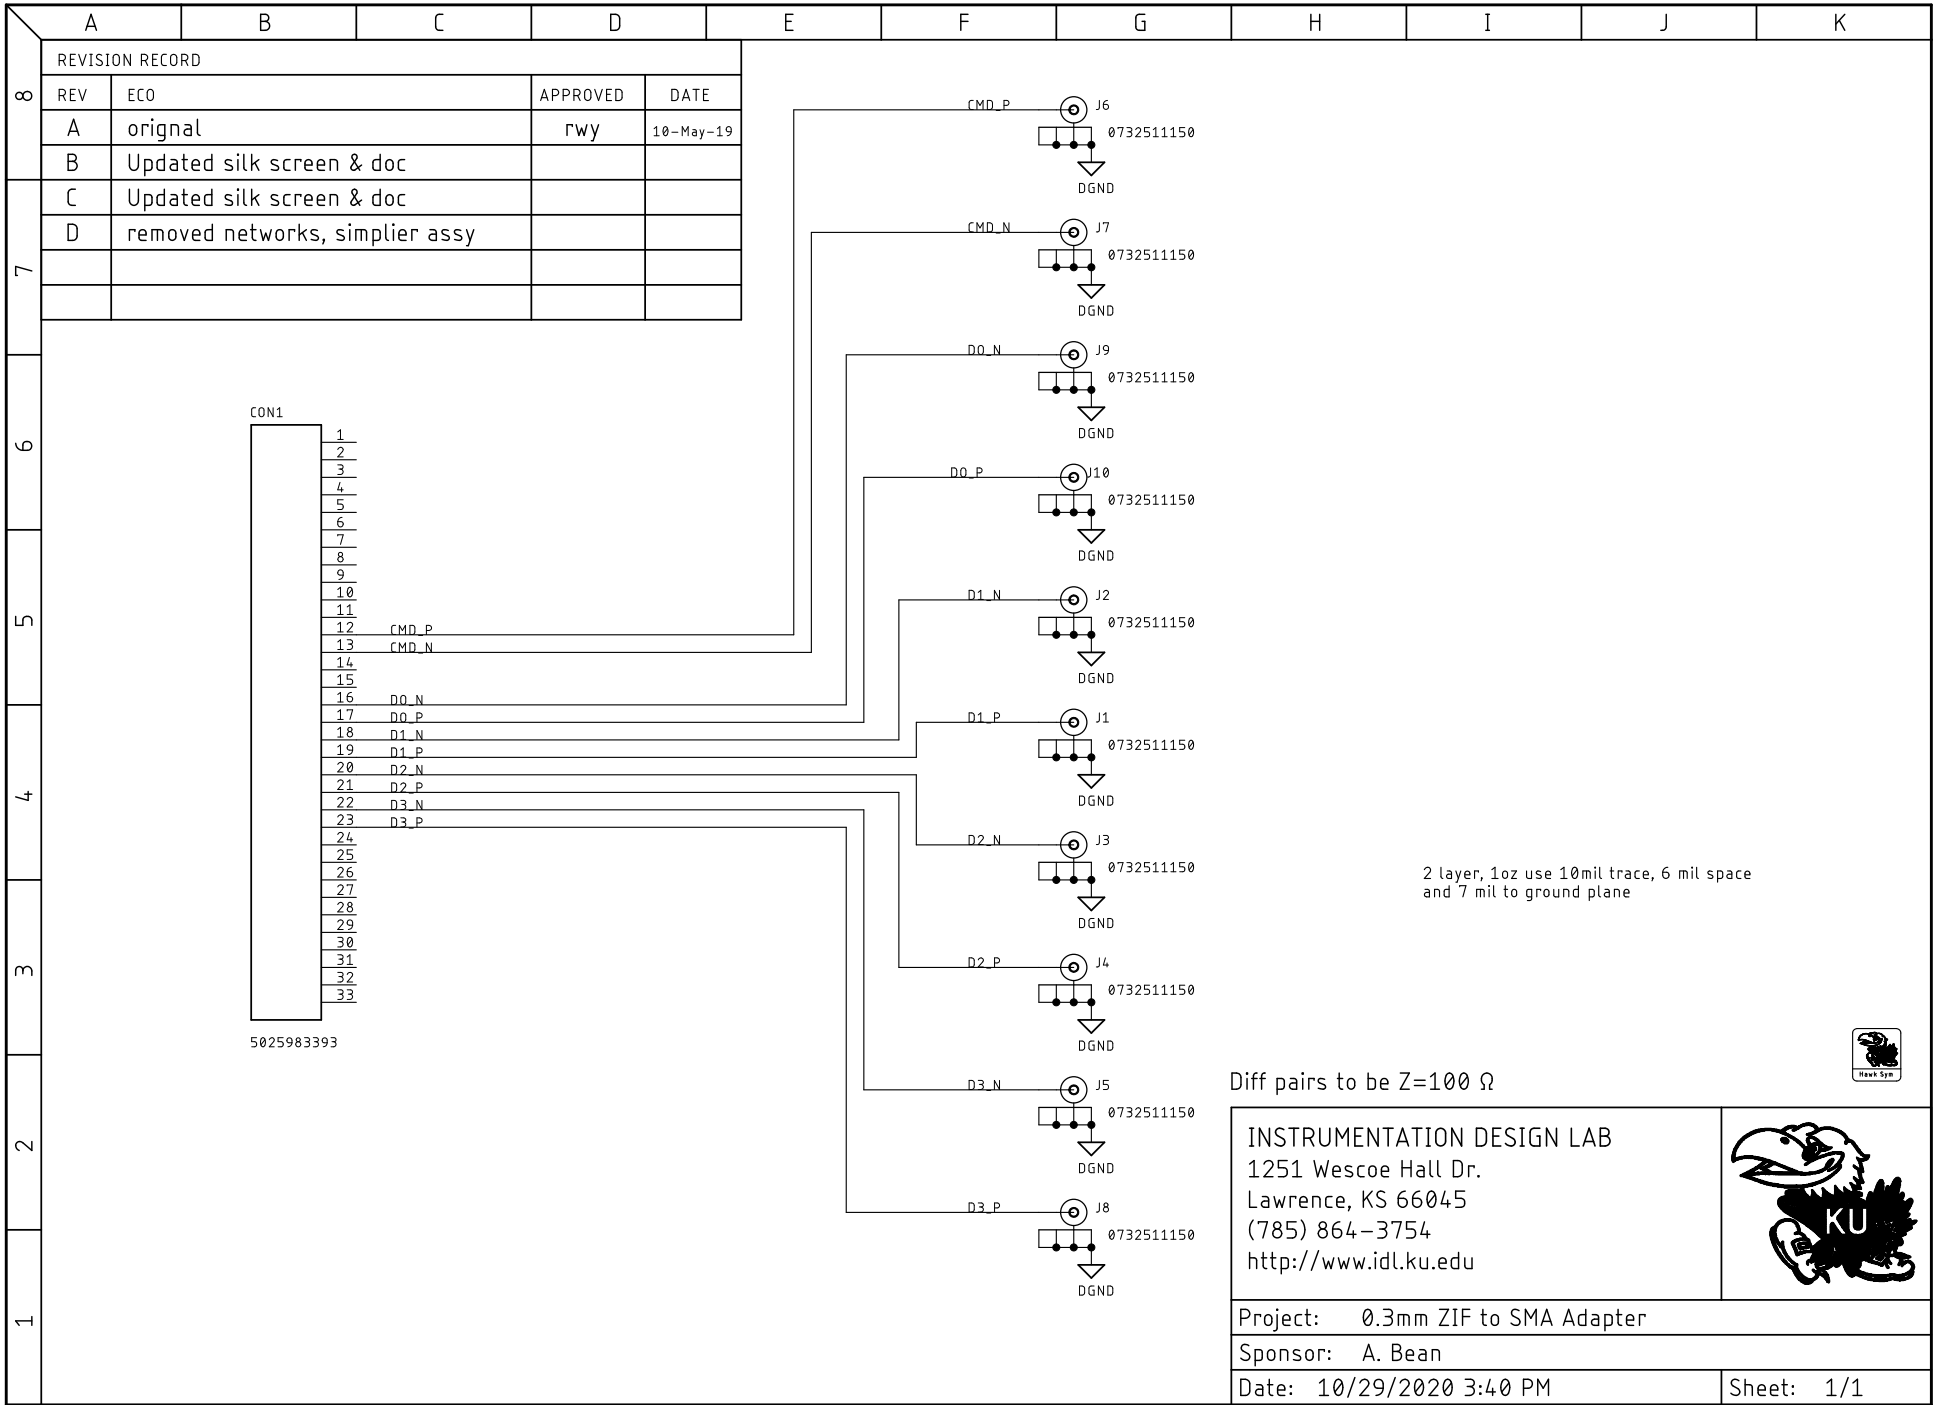 A B C D E F G H I J K
8
7
6
5
4
3
2
1
REVISION RECORD
REV ECO APPROVED DATE
A orignal rwy 10-May-19
B Updated silk screen & doc
C Updated silk screen & doc
D removed networks, simplier assy
CON1
1
2
3
4
5
6
7
8
9
10
11
12 CMD_P
13 CMD_N
14
15
16 D0_N
17 D0_P
18 D1_N
19 D1_P
20 D2_N
21 D2_P
22 D3_N
23 D3_P
24
25
26
27
28
29
30
31
32
33
5025983393
CMD_P J6
0732511150
DGND
CMD_N J7
0732511150
DGND
D0_N J9
0732511150
DGND
D0_P J10
0732511150
DGND
D1_N J2
0732511150
DGND
D1_P J1
0732511150
DGND
D2_N J3
0732511150
DGND
D2_P J4
0732511150
DGND
D3_N J5
0732511150
DGND
D3_P J8
0732511150
DGND
2 layer, 1oz use 10mil trace, 6 mil space
and 7 mil to ground plane
Hawk Sym
Diff pairs to be Z=100 Ω
INSTRUMENTATION DESIGN LAB
1251 Wescoe Hall Dr.
Lawrence, KS 66045
(785) 864-3754
http://www.idl.ku.edu
KU
Project: 0.3mm ZIF to SMA Adapter
Sponsor: A. Bean
Date: 10/29/2020 3:40 PM Sheet: 1/1